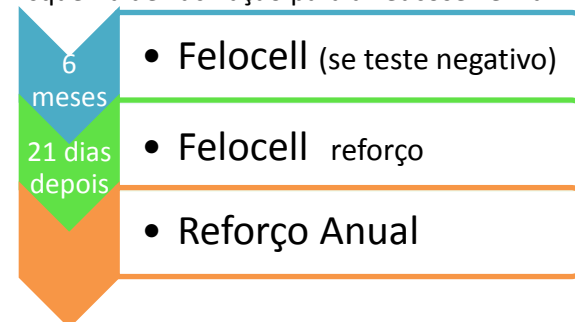 6
meses
• Felocell (se teste negativo)
21 dias
depois
• Felocell reforço
• Reforço Anual